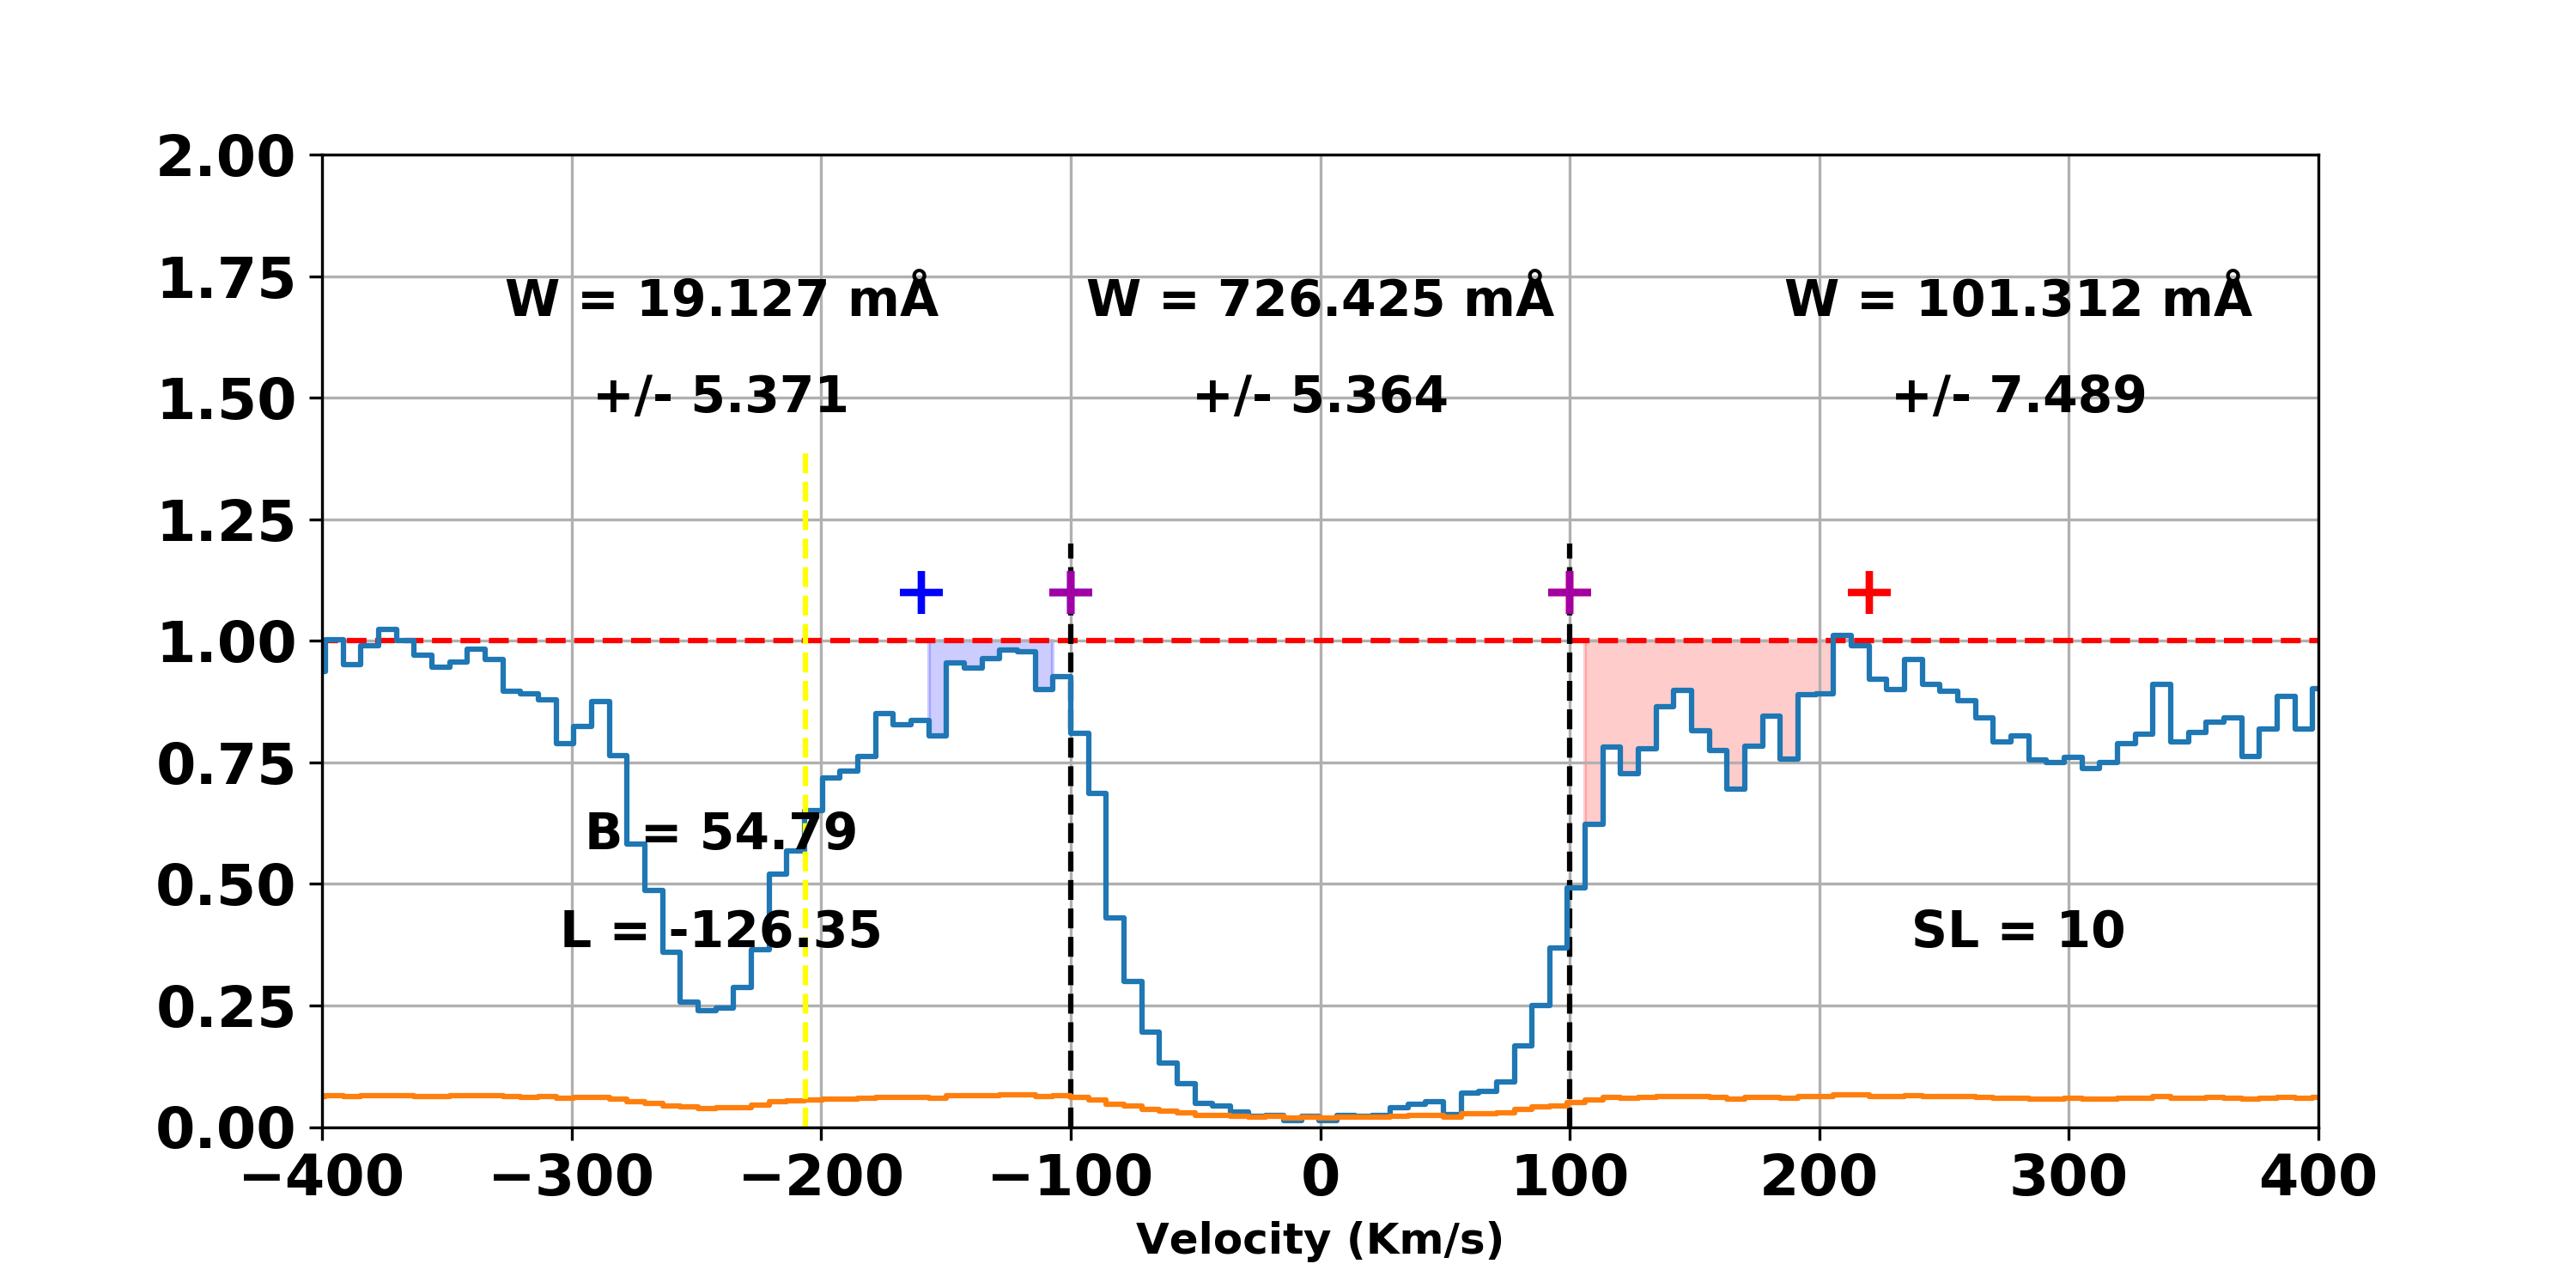 2.00
1.75
1.50
1.25
1.00
0.75
0.50
0.25
0.00
W = 19.127 mÅ
+/- 5.371
W = 726.425 mÅ
+/- 5.364
W = 101.312 mÅ
+/- 7.489
B = 54.79
L = -126.35
SL = 10
−400 −300 −200 −100 0 100 200 300 400
Velocity (Km/s)